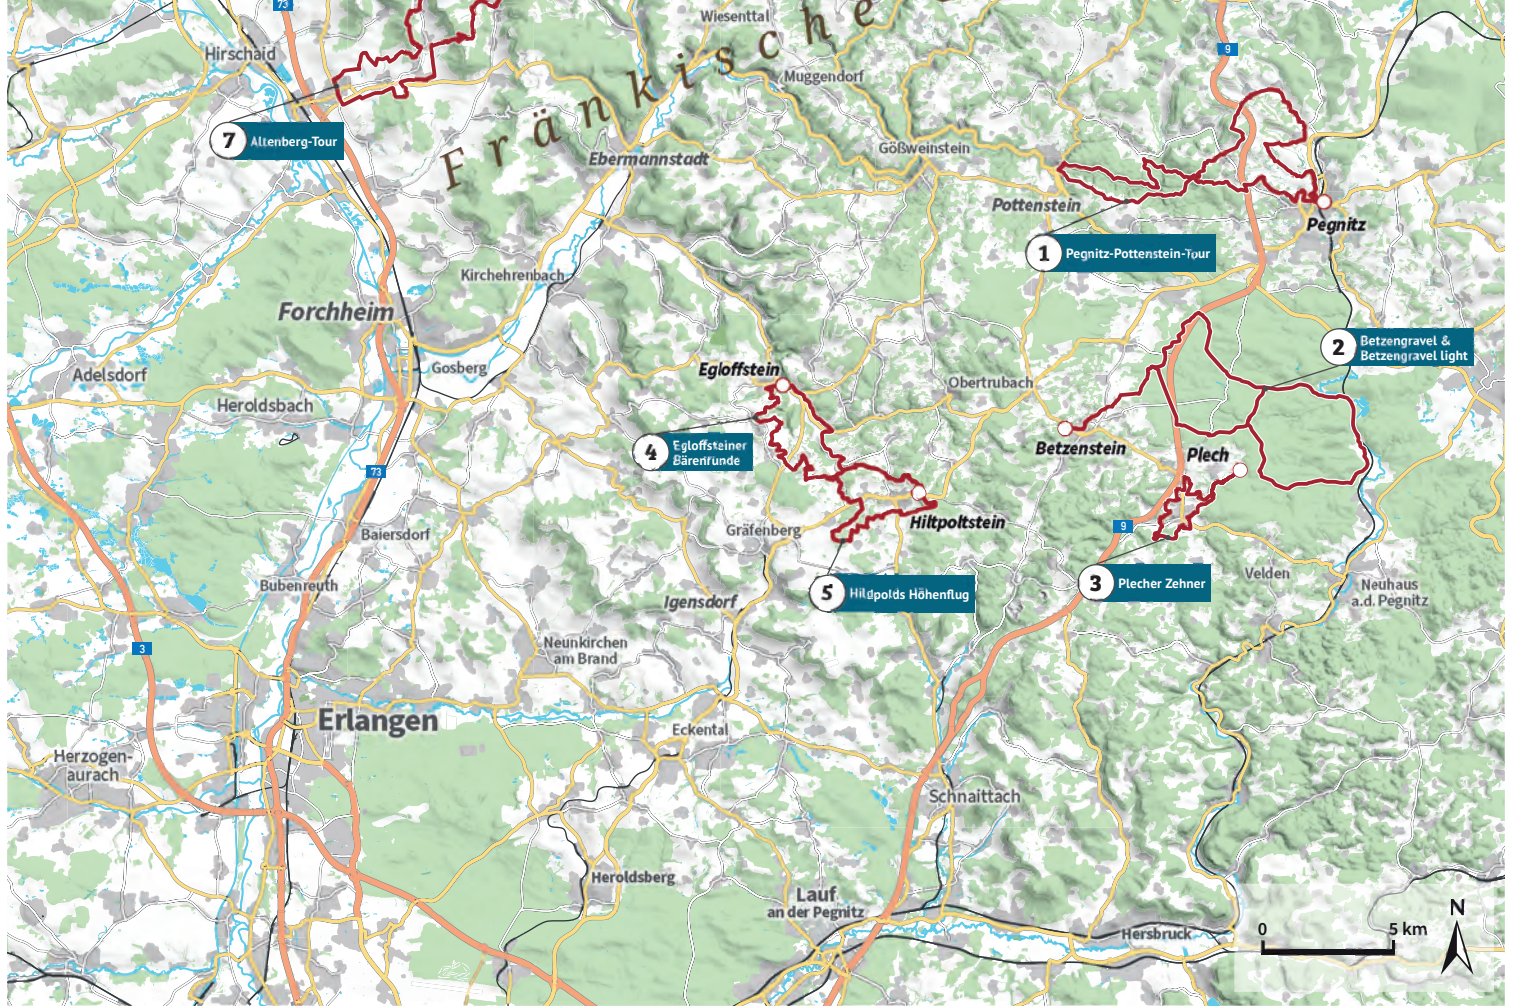 73
Wiesenttal
Fränkische
Hirschaid
9
Muggendorf
7 Altenberg-Tour
Gößweinstein
Ebermannstadt
Pottenstein
Pegnitz
1 Pegnitz-Pottenstein-Tour
Kirchehrenbach
Forchheim
2 Betzengravel &
Betzengravel light
Egloffstein
Gosberg
Adelsdorf
Obertrubach
Heroldsbach
4 Egloffsteiner
Bärenrunde
Betzenstein
Plech
73
Hiltpoltstein
9
Gräfenberg
Baiersdorf
Velden
3 Plecher Zehner
Bubenreuth
5 Hiltpolds Höhenflug
Neuhaus
a.d. Pegnitz
Igensdorf
3
Neunkirchen
am Brand
Erlangen
Eckental
Herzogen-
aurach
Schnaittach
Heroldsberg
Lauf
an der Pegnitz
Hersbruck
N
0 5 km